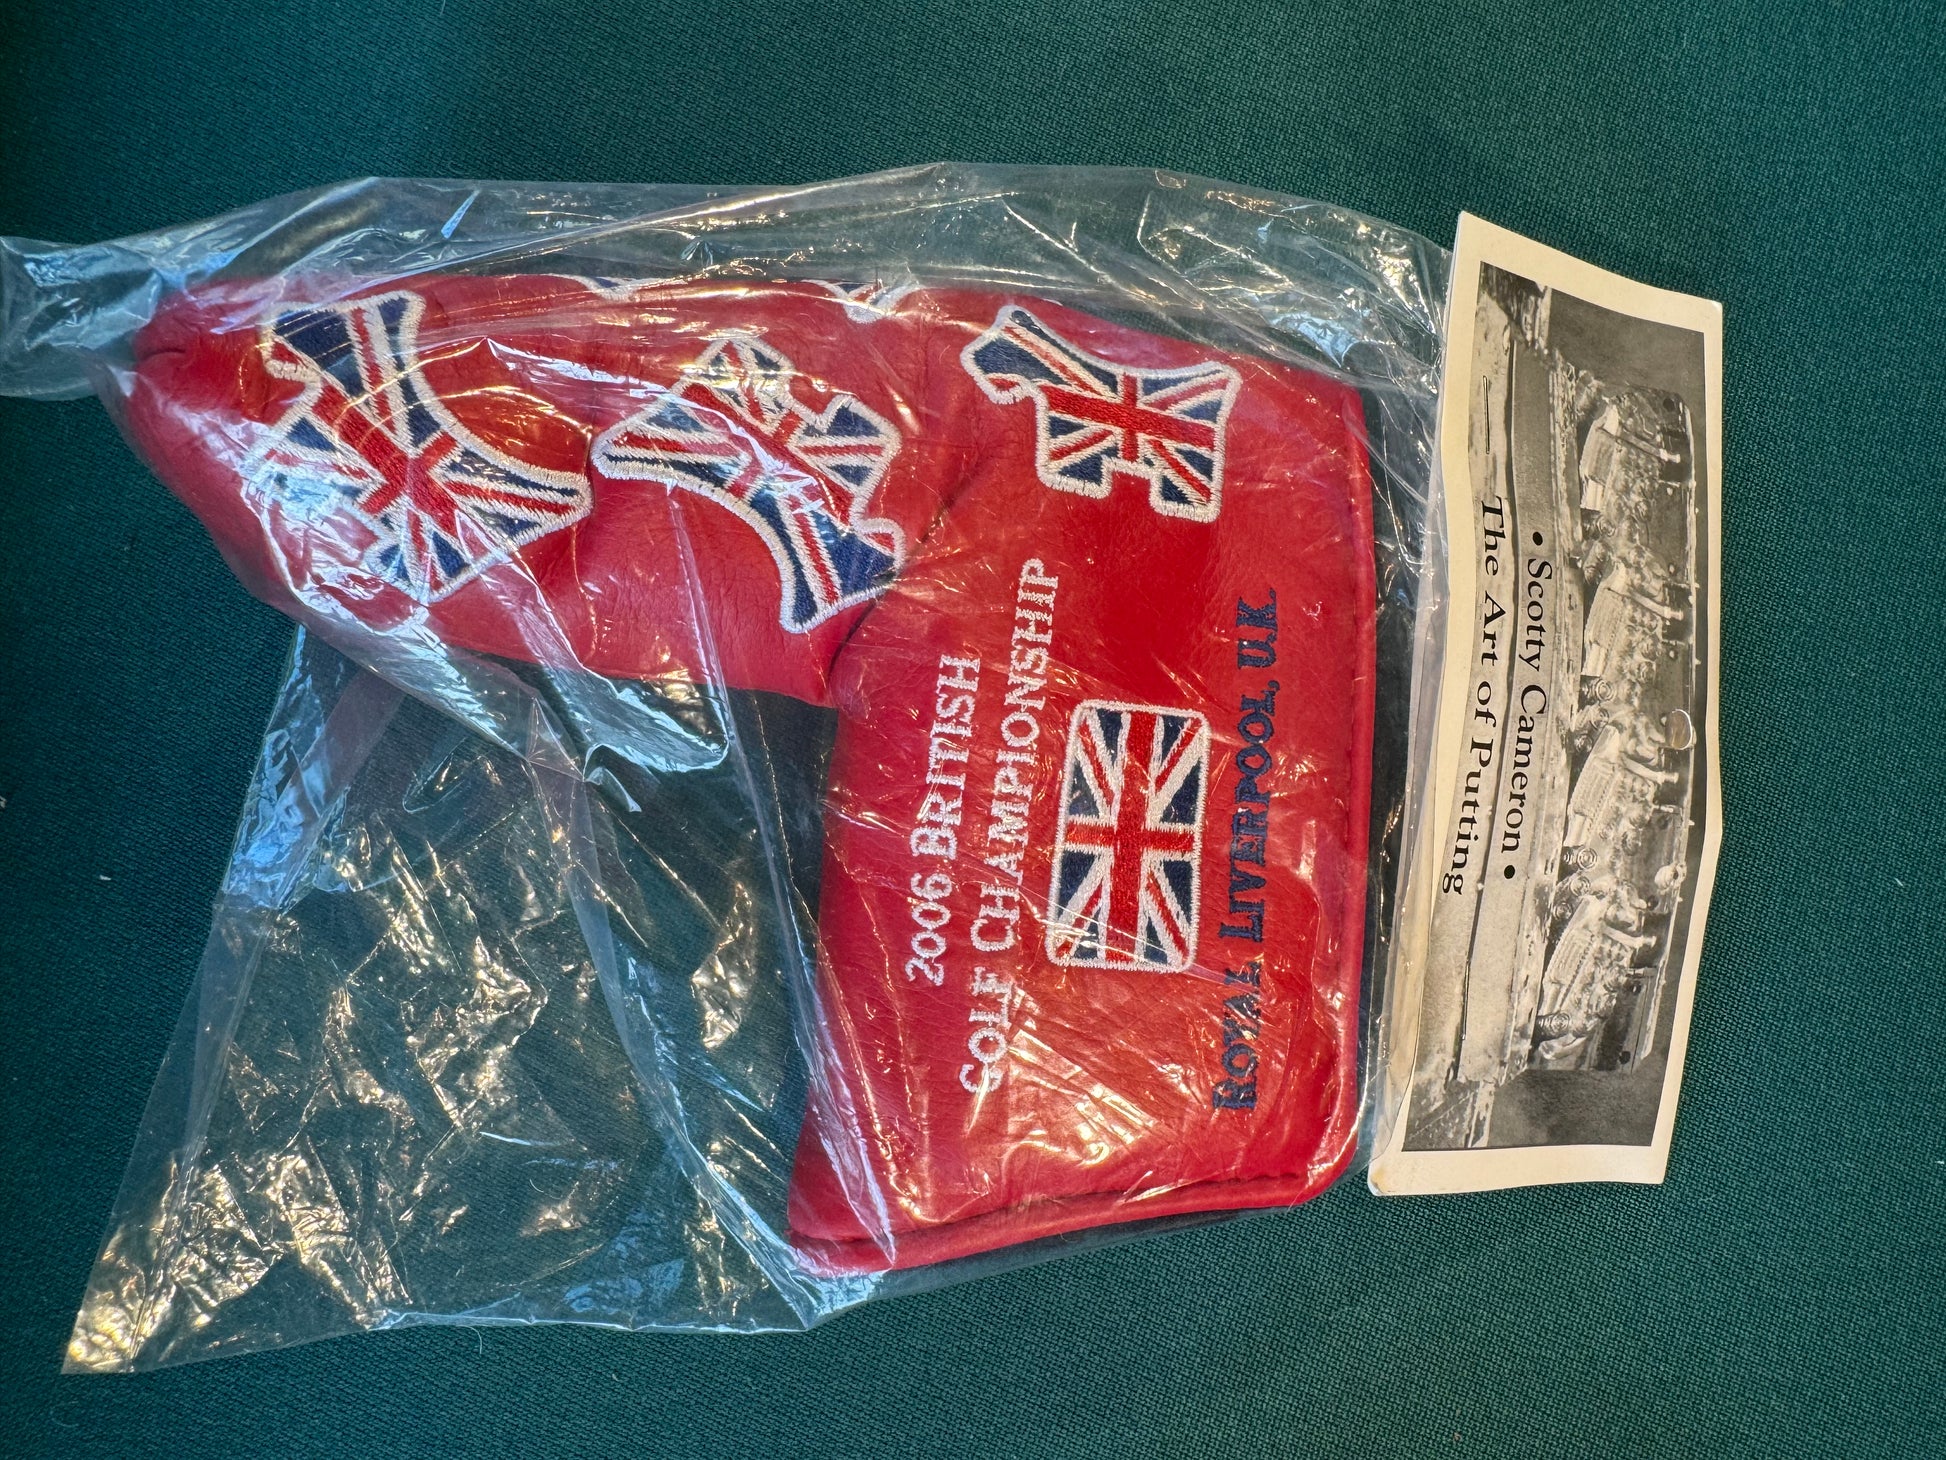 2006 BRITISH
GOLF CHAMPIONSHIP
ROYAL LIVERPOOL, U.K.
• Scotty Cameron •
The Art of Putting